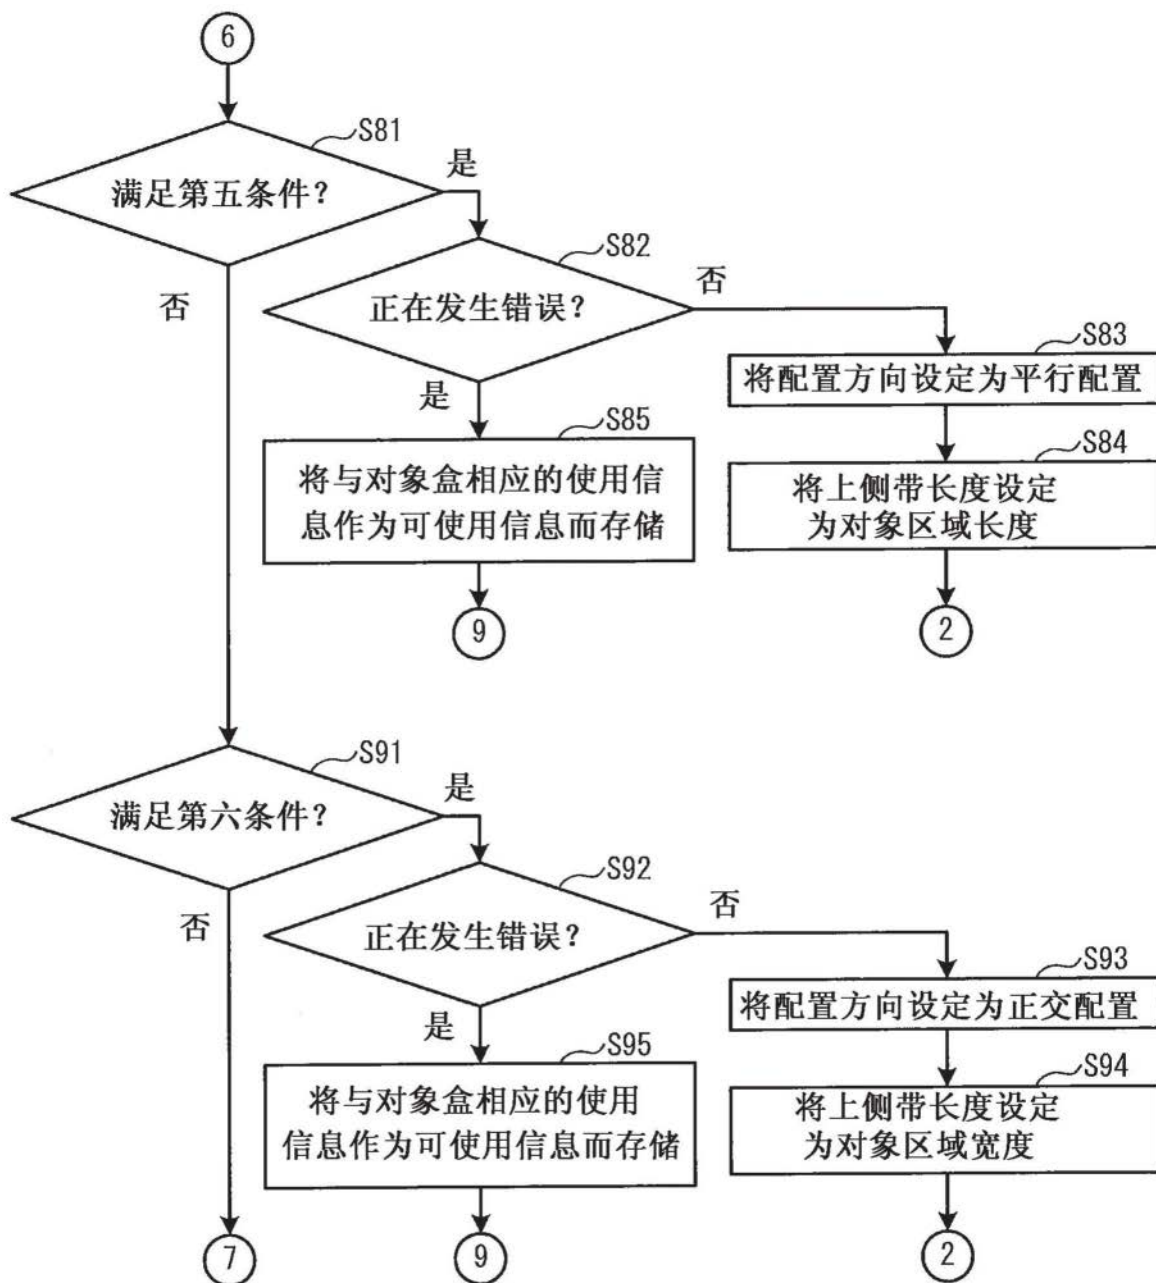 6
S81
满足第五条件？
是
否
S82
正在发生错误？
否
是
S83
将配置方向设定为平行配置
S84
将上侧带长度设定
为对象区域长度
S85
将与对象盒相应的使用信
息作为可使用信息而存储
9
2
S91
满足第六条件？
是
否
S92
正在发生错误？
否
是
S93
将配置方向设定为正交配置
S94
将上侧带长度设定
为对象区域宽度
S95
将与对象盒相应的使用
信息作为可使用信息而存储
7
9
2